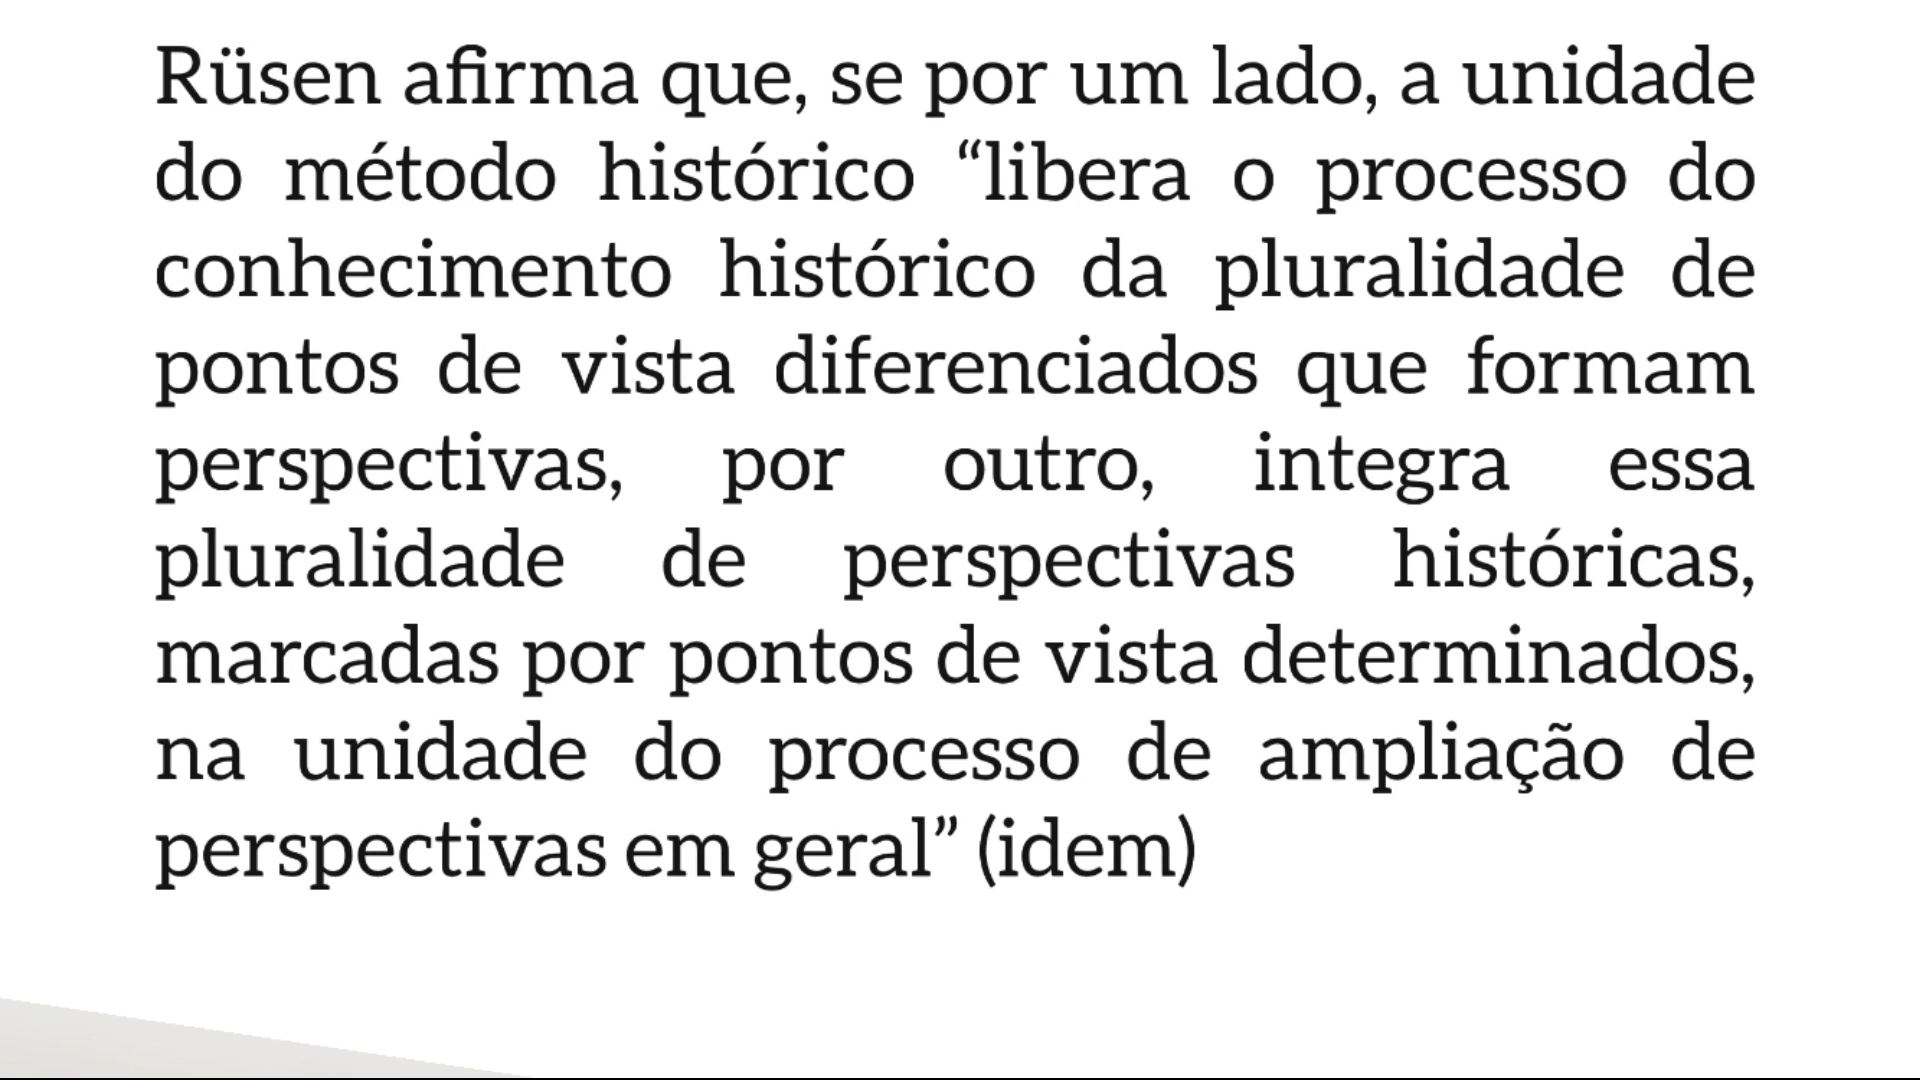 Rüsen afirma que, se por um lado, a unidade
do método histórico “libera o processo do
conhecimento histórico da pluralidade de
pontos de vista diferenciados que formam
perspectivas, por outro, integra essa
pluralidade de perspectivas históricas,
marcadas por pontos de vista determinados,
na unidade do processo de ampliação de
perspectivas em geral” (idem)